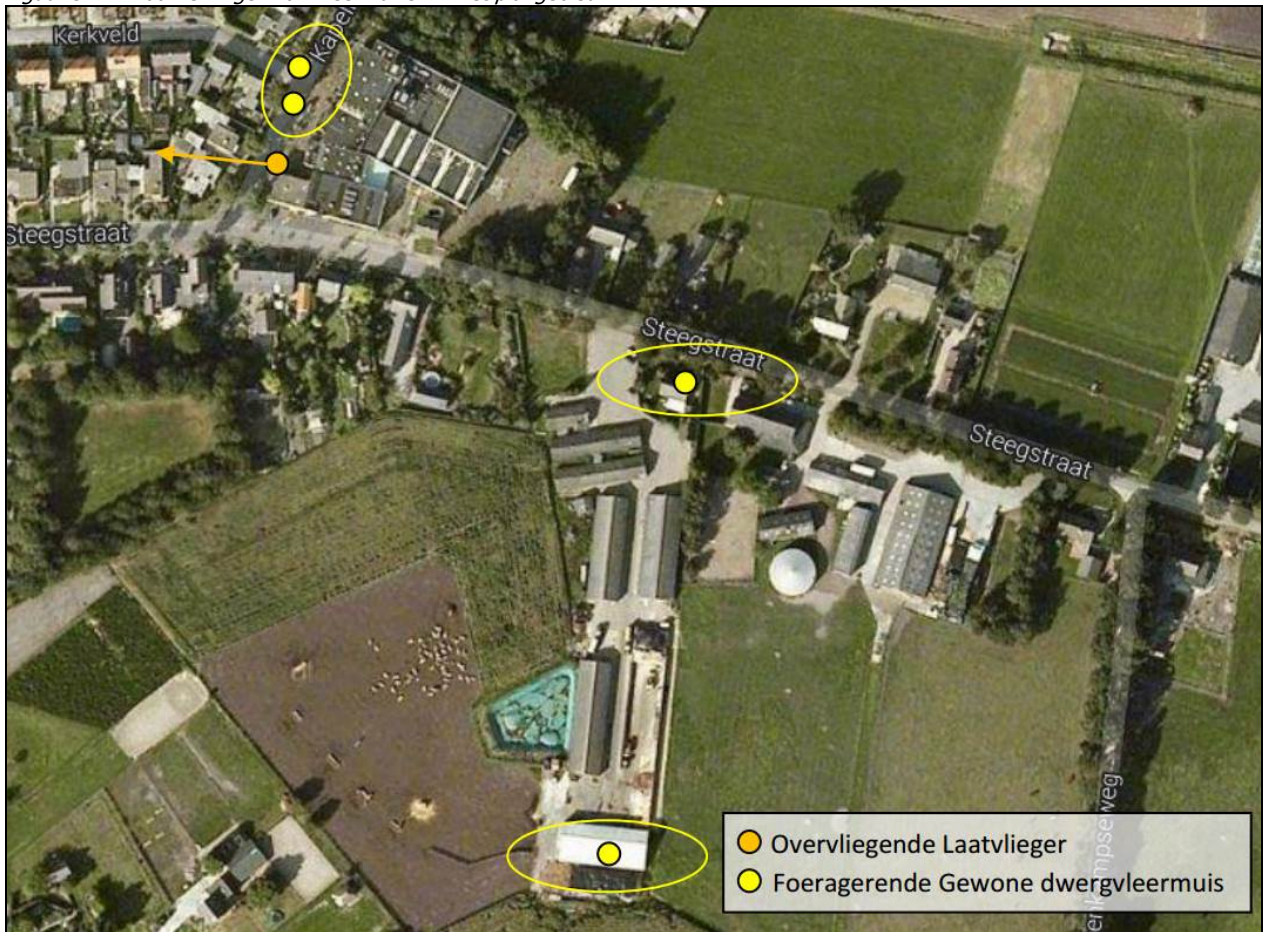 Kerkveld
Steegstraat
Steegstraat
Steegstraat
Overvliegende Laatvlieger
Foeragerende Gewone dwergvleermuis